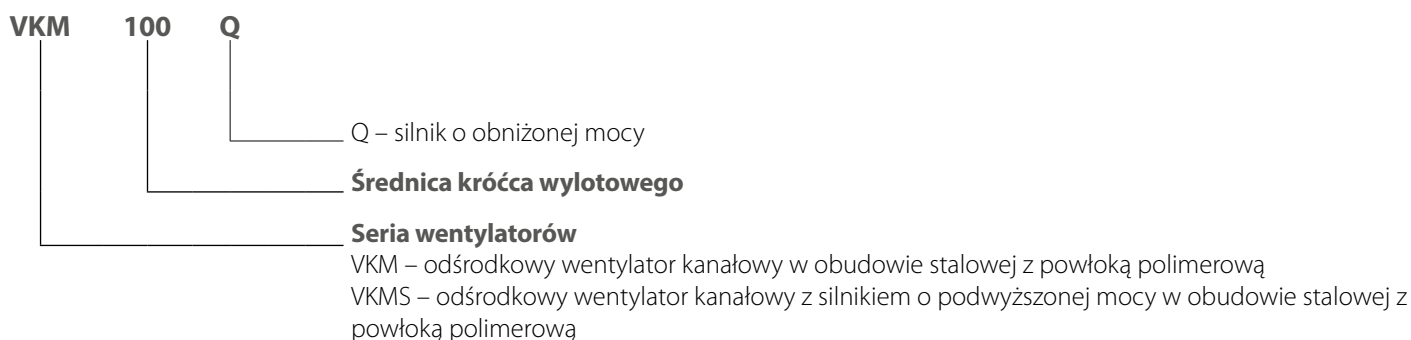 VKM 100 Q
Q – silnik o obniżonej mocy
Średnica króćca wylotowego
Seria wentylatorów
VKM – odśrodkowy wentylator kanałowy w obudowie stalowej z powłoką polimerową
VKMS – odśrodkowy wentylator kanałowy z silnikiem o podwyższonej mocy w obudowie stalowej z
powłoką polimerową